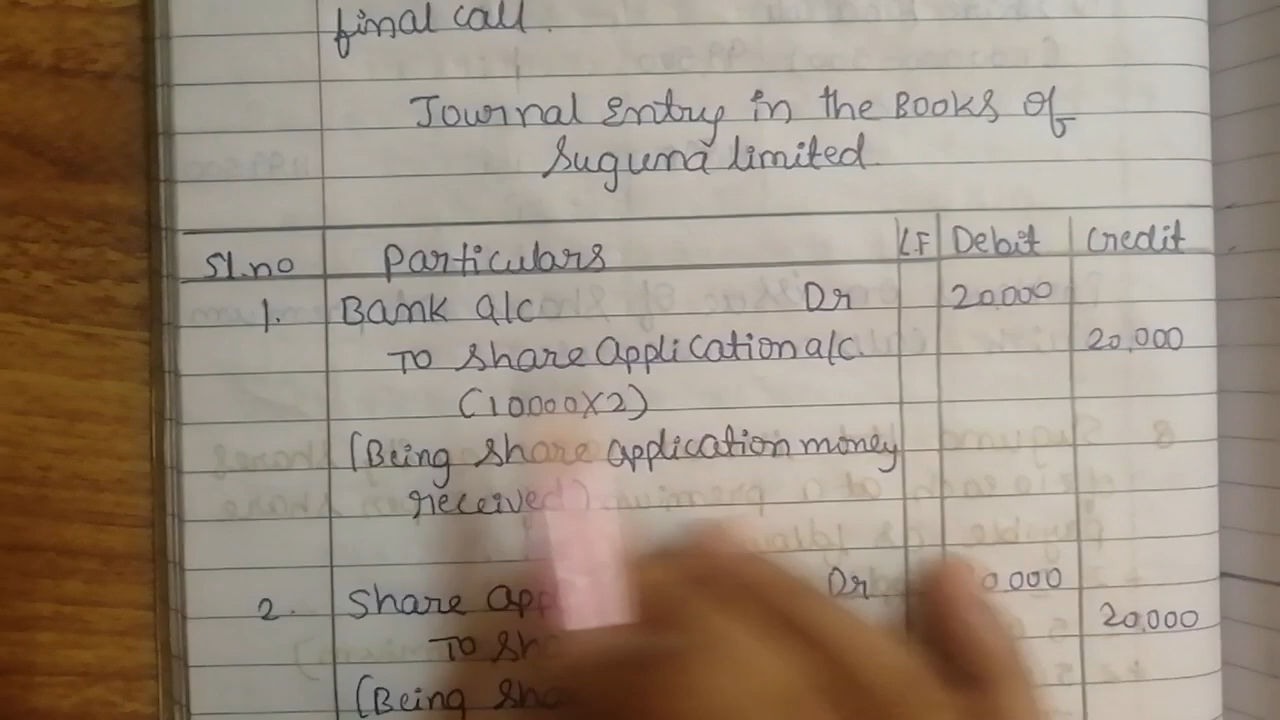 final call.
Journal Entry in the Books Of
Suguna limited
Sl.no Particulars LF Debit Credit
1. Bank a/c Dr 20,000
To Share Application a/c. 20,000
(10000X2)
(Being Share application money
received)
2. Share Dr
20,000
To
(Being